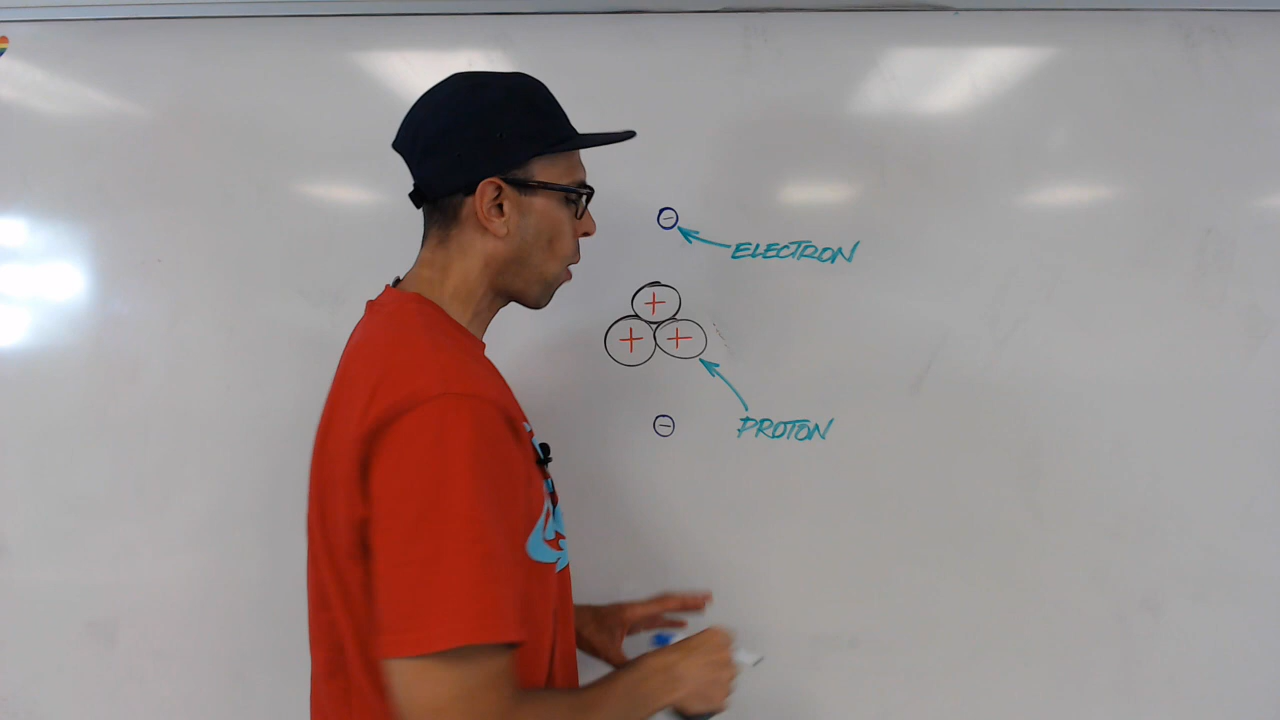 −
ELECTRON
+
+ +
−
PROTON